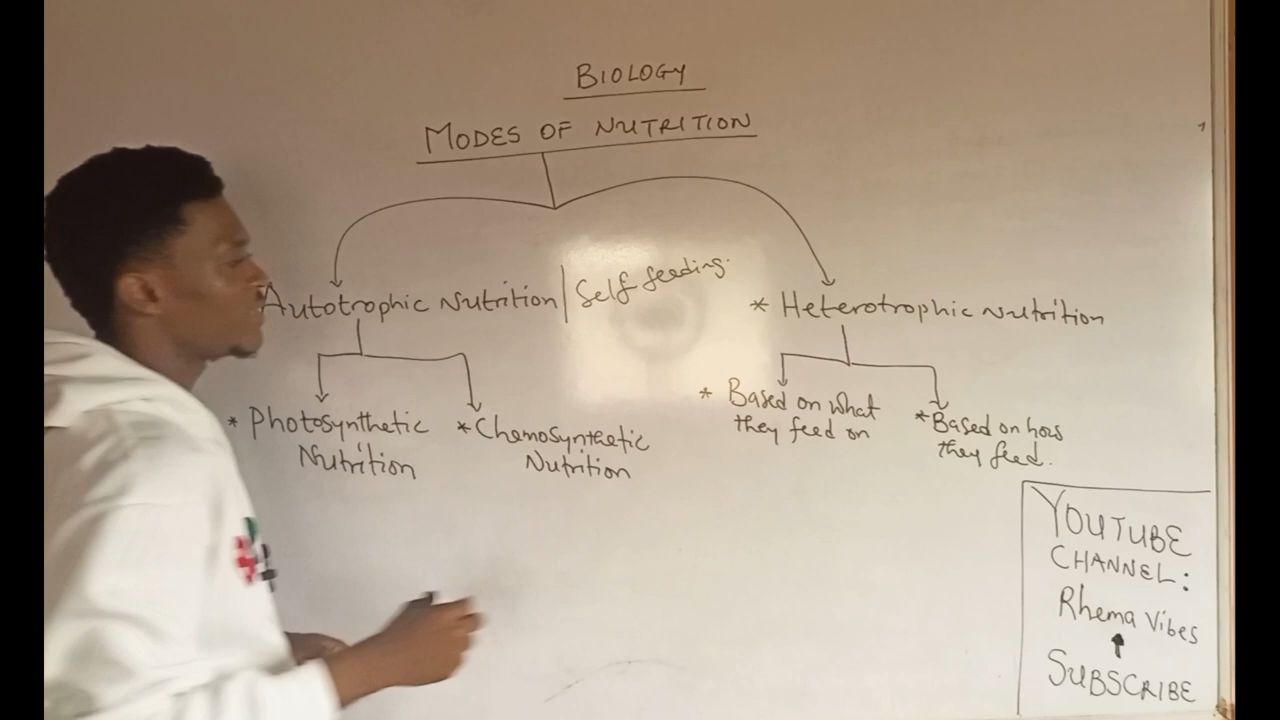 BIOLOGY
MODES OF NUTRITION
Autotrophic Nutrition/Self feeding.
* Heterotrophic Nutrition
* Photosynthetic
Nutrition
* Chemosynthetic
Nutrition
* Based on what
they feed on
* Based on how
they feed.
YOUTUBE
CHANNEL:
Rhema Vibes
SUBSCRIBE